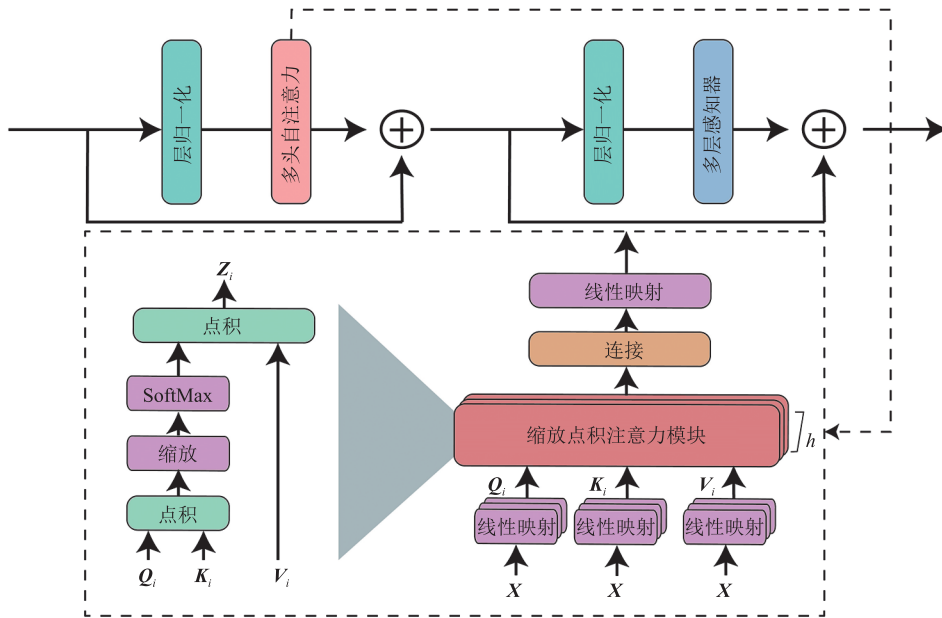 层归一化
多头自注意力
层归一化
多层感知器
Z_i
点积
SoftMax
缩放
点积
Q_i
K_i
V_i
线性映射
连接
缩放点积注意力模块
h
Q_i
K_i
V_i
线性映射
线性映射
线性映射
X
X
X